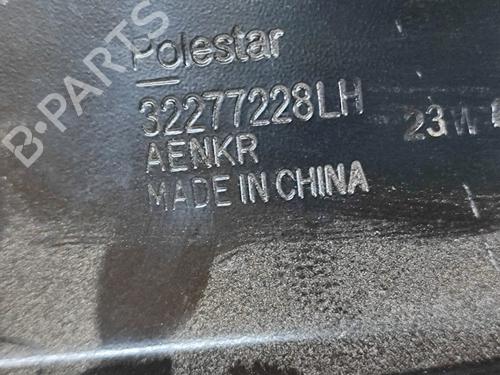 Polestar
32277228LH
23W
AENKR
MADE IN CHINA
B-PARTS